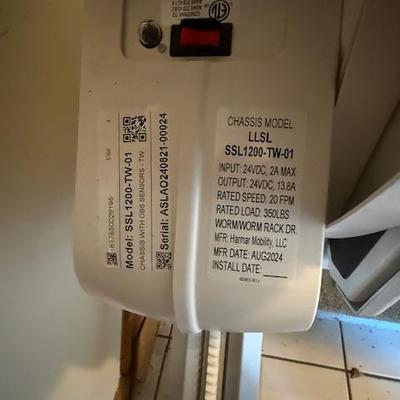 CHASSIS MODEL:
LLSL
SSL1200-TW-01
INPUT: 24VDC, 2A MAX
OUTPUT: 24VDC, 13.8A
RATED SPEED: 20 FPM
RATED LOAD: 350LBS
WORM/WORM RACK DR.
MFR: Harmar Mobility, LLC
MFR DATE: AUG2024
INSTALL DATE:
Model: SSL1200-TW-01
CHASSIS WITH OBS SENSORS - TW
Serial: ASLAO240821-00024